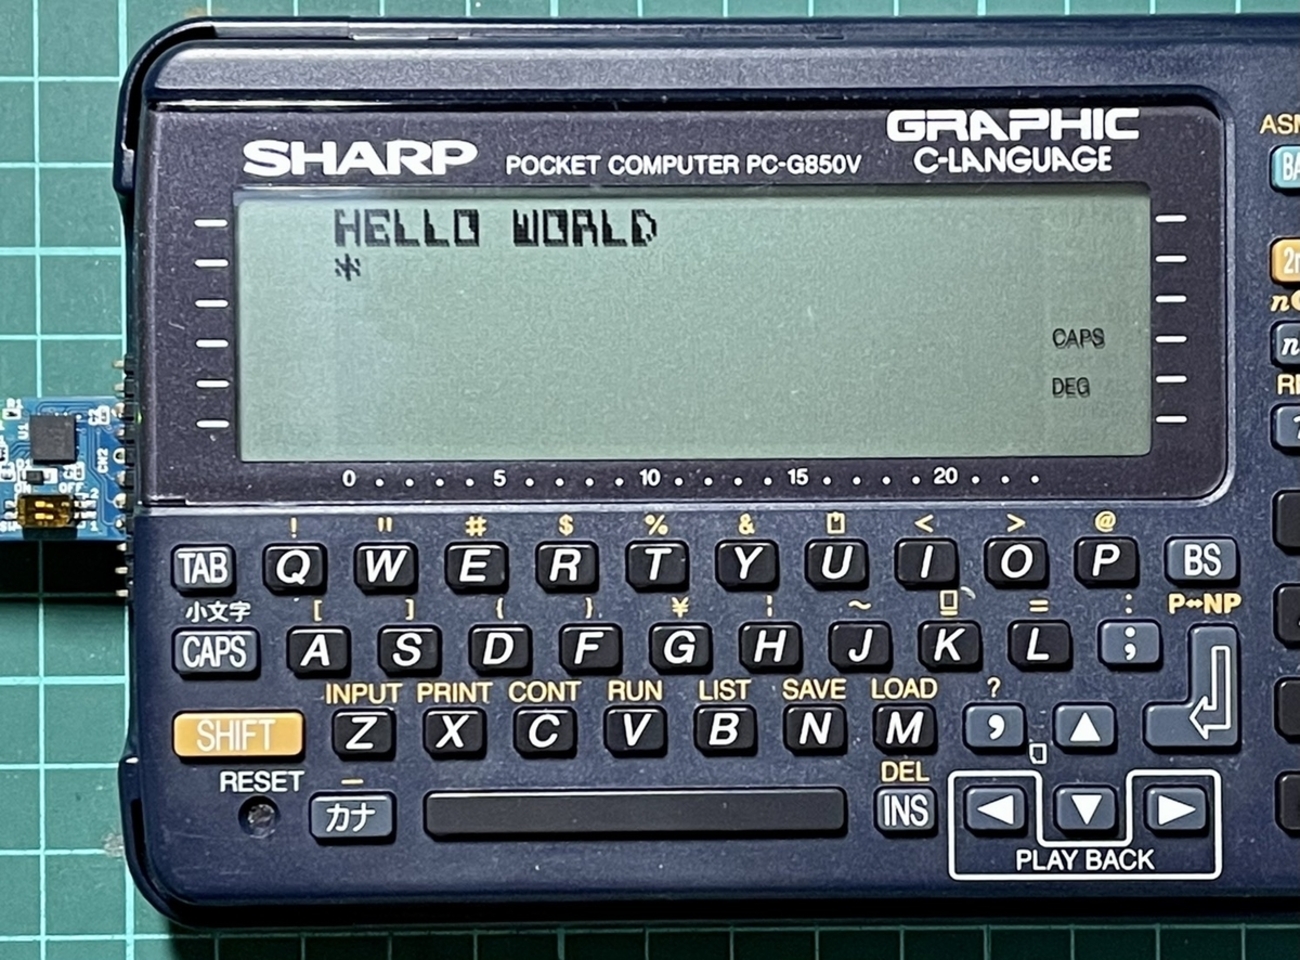 GRAPHIC
SHARP POCKET COMPUTER PC-G850V C-LANGUAGE
HELLO WORLD
*
CAPS
DEG
0 5 10 15 20
! " # $ % & < > @
TAB Q W E R T Y U I O P BS
小文字 [ ] { } ¥ ¦ ~ = : P↔NP
CAPS A S D F G H J K L ;
INPUT PRINT CONT RUN LIST SAVE LOAD ?
SHIFT Z X C V B N M , ▲
RESET DEL
カナ INS ◀ ▼ ▶
PLAY BACK
CN2
OFF